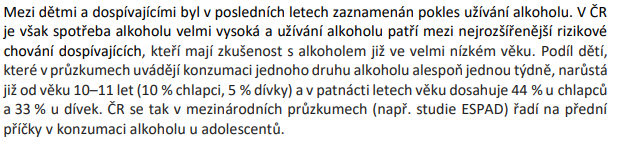 Mezi dětmi a dospívajícími byl v posledních letech zaznamenán pokles užívání alkoholu. V ČR
je však spotřeba alkoholu velmi vysoká a užívání alkoholu patří mezi nejrozšířenější rizikové
chování dospívajících, kteří mají zkušenost s alkoholem již ve velmi nízkém věku. Podíl dětí,
které v průzkumech uvádějí konzumaci jednoho druhu alkoholu alespoň jednou týdně, narůstá
již od věku 10–11 let (10 % chlapci, 5 % dívky) a v patnácti letech věku dosahuje 44 % u chlapců
a 33 % u dívek. ČR se tak v mezinárodních průzkumech (např. studie ESPAD) řadí na přední
příčky v konzumaci alkoholu u adolescentů.